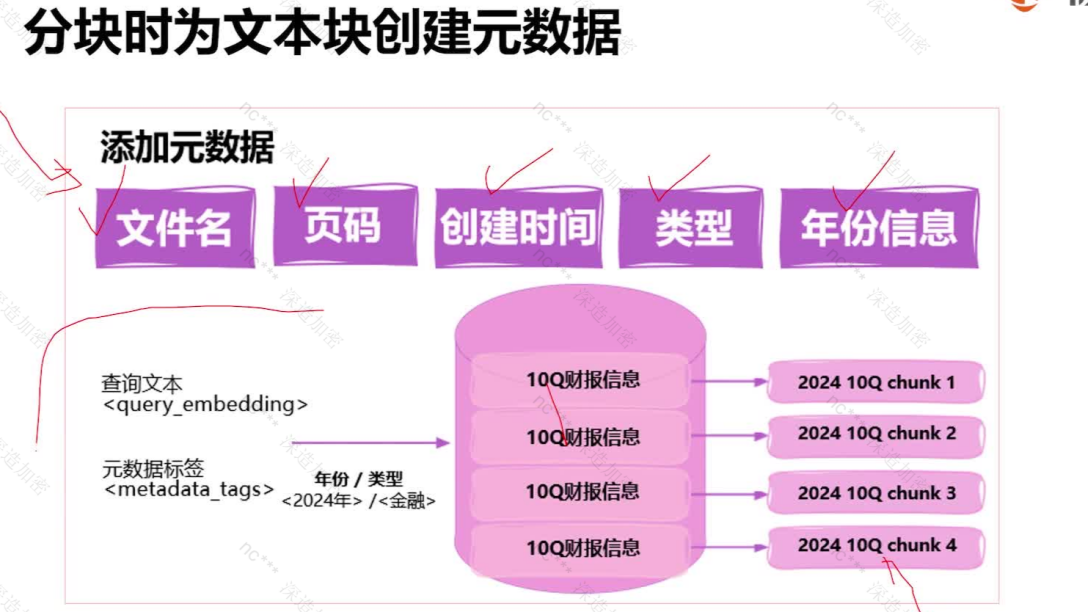 分块时为文本块创建元数据
添加元数据
文件名
页码
创建时间
类型
年份信息
查询文本
<query_embedding>
元数据标签
<metadata_tags>
年份 / 类型
<2024年> /<金融>
10Q财报信息
10Q财报信息
10Q财报信息
10Q财报信息
2024 10Q chunk 1
2024 10Q chunk 2
2024 10Q chunk 3
2024 10Q chunk 4
深造加密
nc***